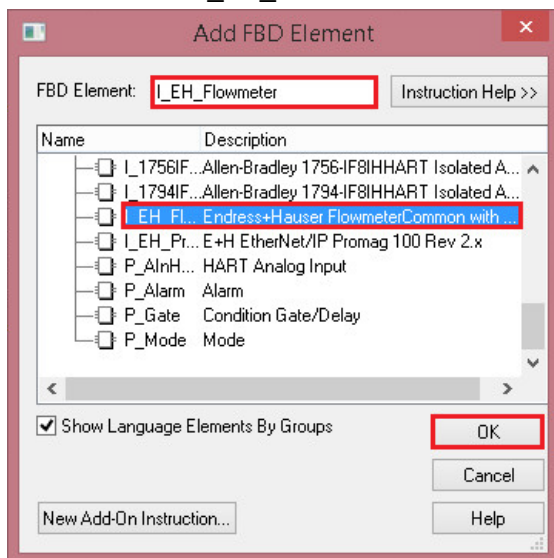 Add FBD Element
FBD Element: I_EH_Flowmeter Instruction Help >>
Name Description
I_1756IF...Allen-Bradley 1756-IF8IHHART Isolated A...
I_1794IF...Allen-Bradley 1794-IF8IHHART Isolated A...
I_EH_Fl... Endress+Hauser FlowmeterCommon with ...
I_EH_Pr... E+H EtherNet/IP Promag 100 Rev 2.x
P_AInH... HART Analog Input
P_Alarm Alarm
P_Gate Condition Gate/Delay
P_Mode Mode
Show Language Elements By Groups
OK
Cancel
New Add-On Instruction... Help